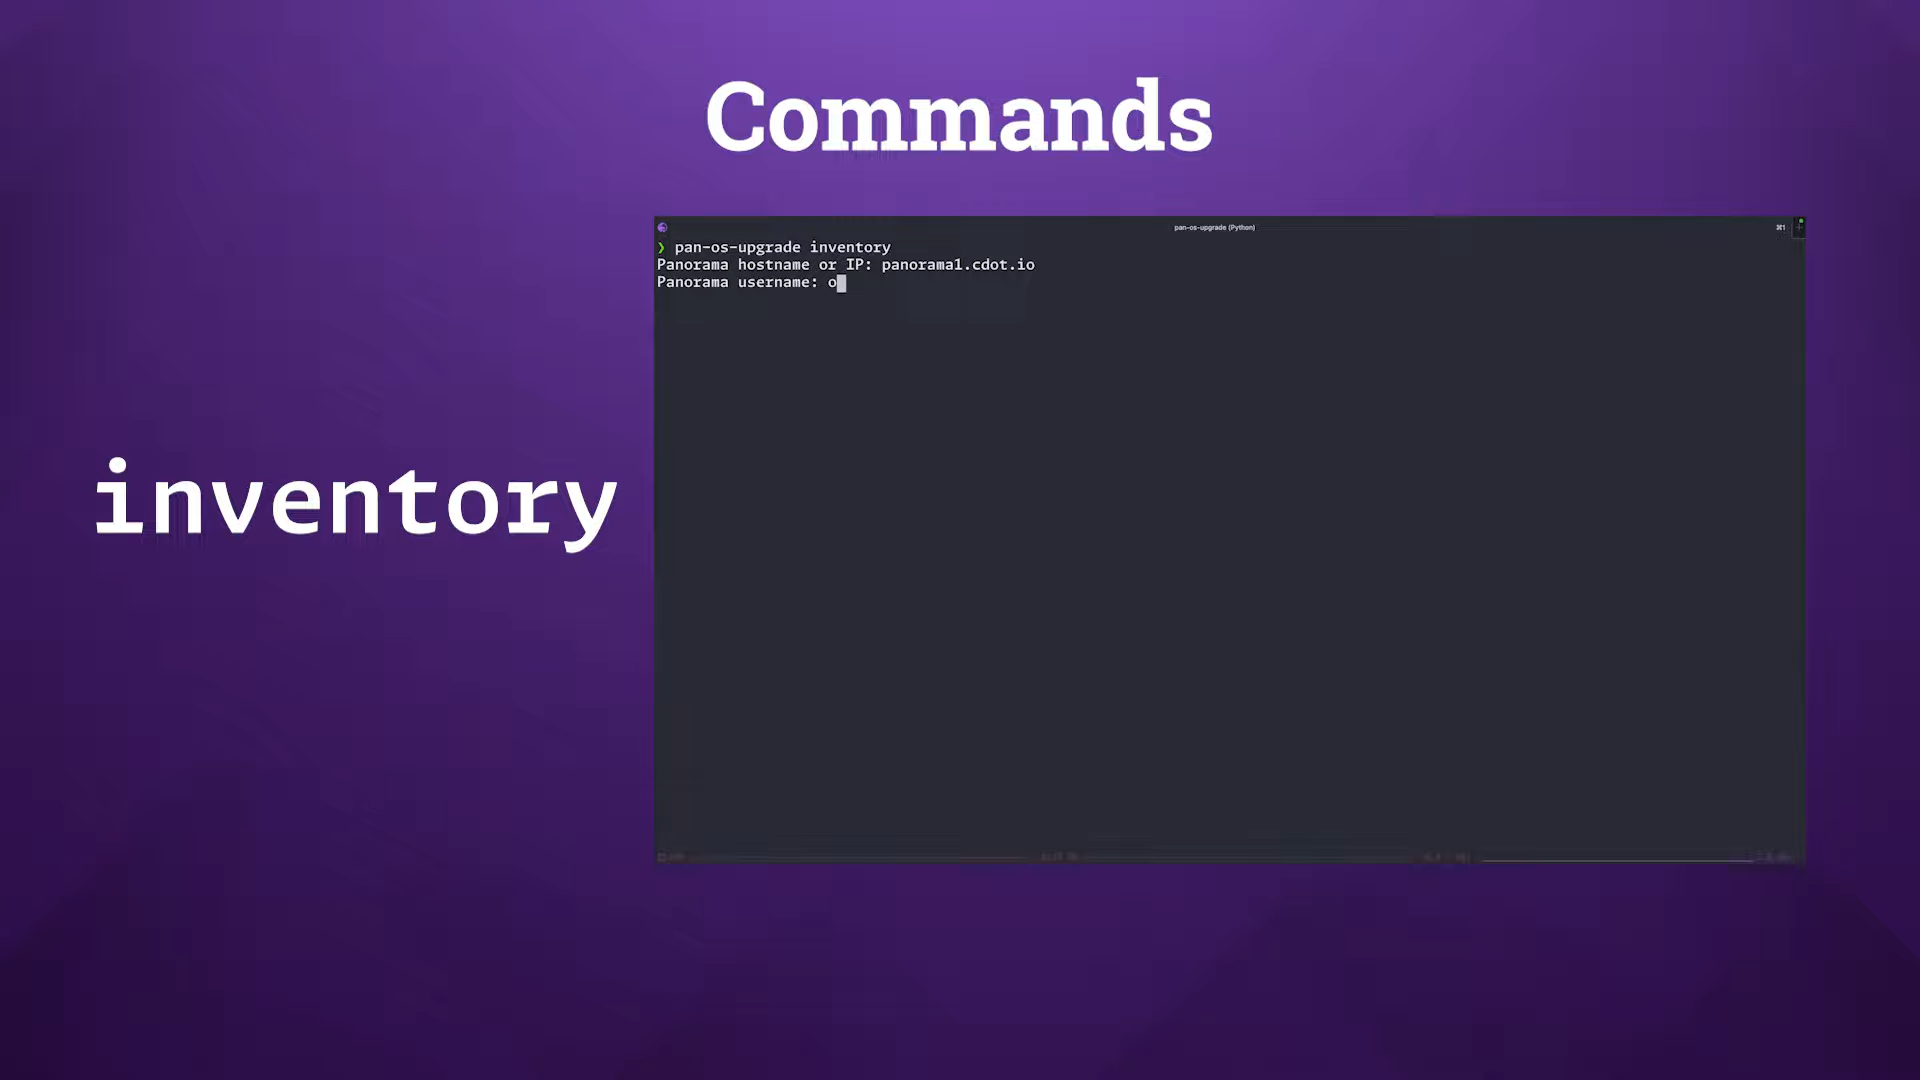 Commands
inventory
pan-os-upgrade (Python)
⌘1
❯ pan-os-upgrade inventory
Panorama hostname or IP: panorama1.cdot.io
Panorama username: o